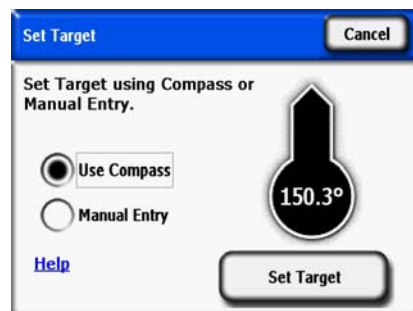 Set Target
Cancel
Set Target using Compass or
Manual Entry.
Use Compass
150.3°
Manual Entry
Help
Set Target